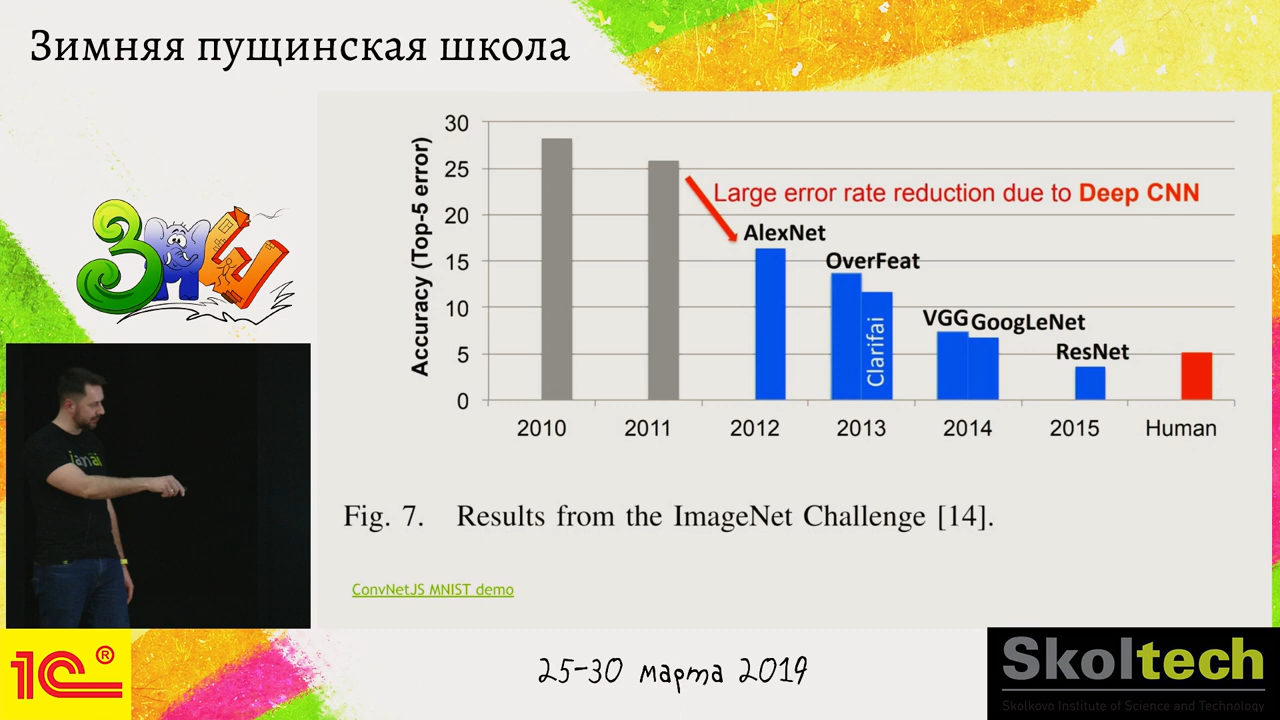 Зимняя пущинская школа
ЗПШ
Accuracy (Top-5 error)
30
25
20
15
10
5
0
Large error rate reduction due to Deep CNN
AlexNet
OverFeat
Clarifai
VGG GoogLeNet
ResNet
2010 2011 2012 2013 2014 2015 Human
Fig. 7. Results from the ImageNet Challenge [14].
ConvNetJS MNIST demo
janai
1C ®
25-30 марта 2019
Skoltech
Skolkovo Institute of Science and Technology